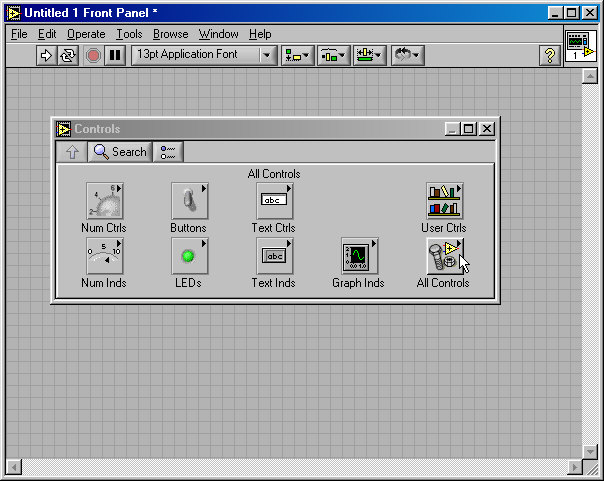 Untitled 1 Front Panel *
File Edit Operate Tools Browse Window Help
13pt Application Font
?
1
Controls
Search
All Controls
Num Ctrls Buttons Text Ctrls User Ctrls
Num Inds LEDs Text Inds Graph Inds All Controls